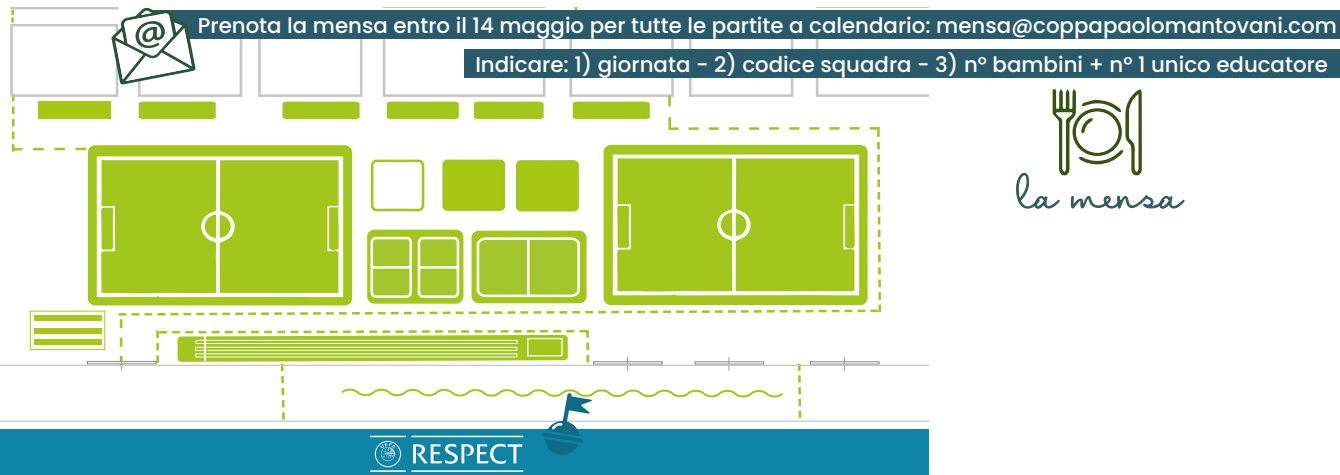 Prenota la mensa entro il 14 maggio per tutte le partite a calendario: mensa@coppapaolomantovani.com
Indicare: 1) giornata - 2) codice squadra - 3) n° bambini + n° 1 unico educatore
la mensa
RESPECT